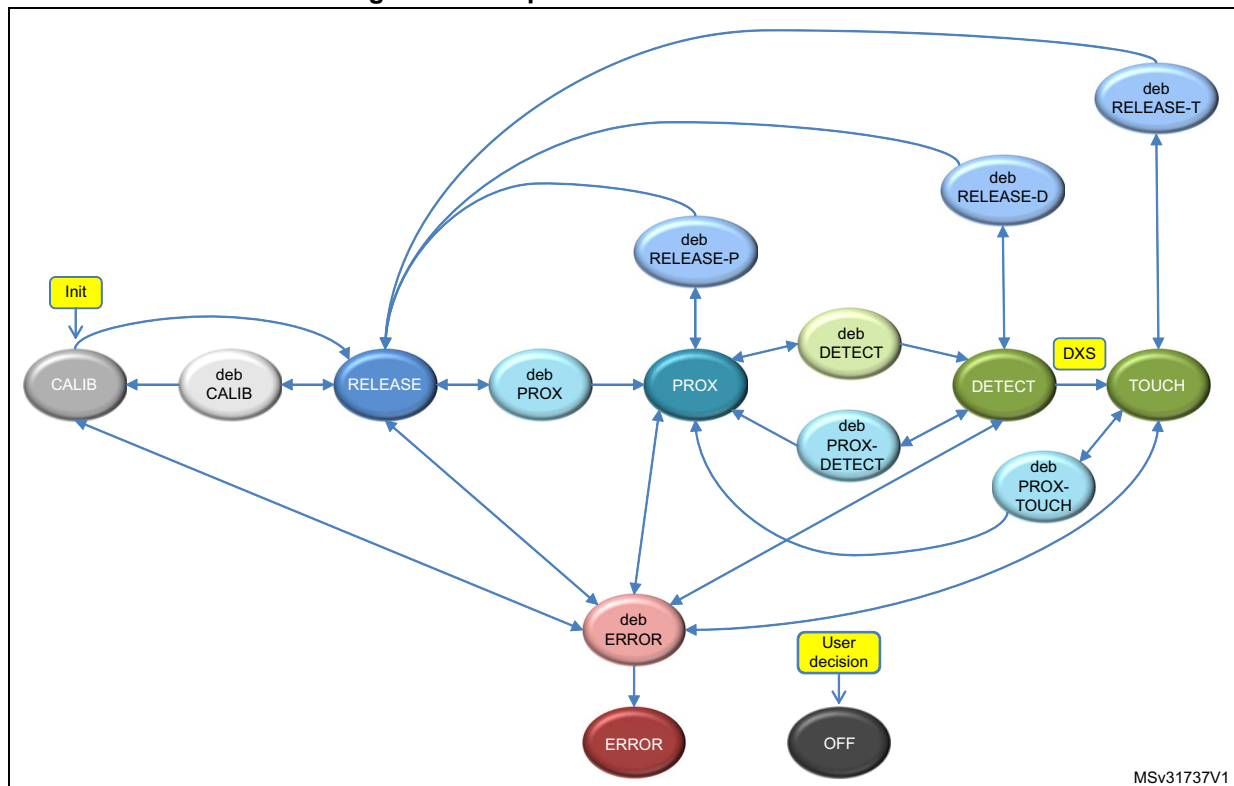 deb
RELEASE-T
deb
RELEASE-D
deb
RELEASE-P
Init
deb
DETECT
DXS
CALIB
deb
CALIB
RELEASE
deb
PROX
PROX
DETECT
TOUCH
deb
PROX-
DETECT
deb
PROX-
TOUCH
deb
ERROR
User
decision
ERROR
OFF
MSv31737V1